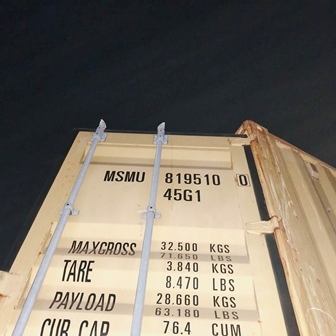 MSMU 819510 0
45G1
MAXGROSS 32.500 KGS
71.650 LBS
TARE 3.840 KGS
8.470 LBS
PAYLOAD 28.660 KGS
63.180 LBS
CUB.CAP. 76.4 CUM